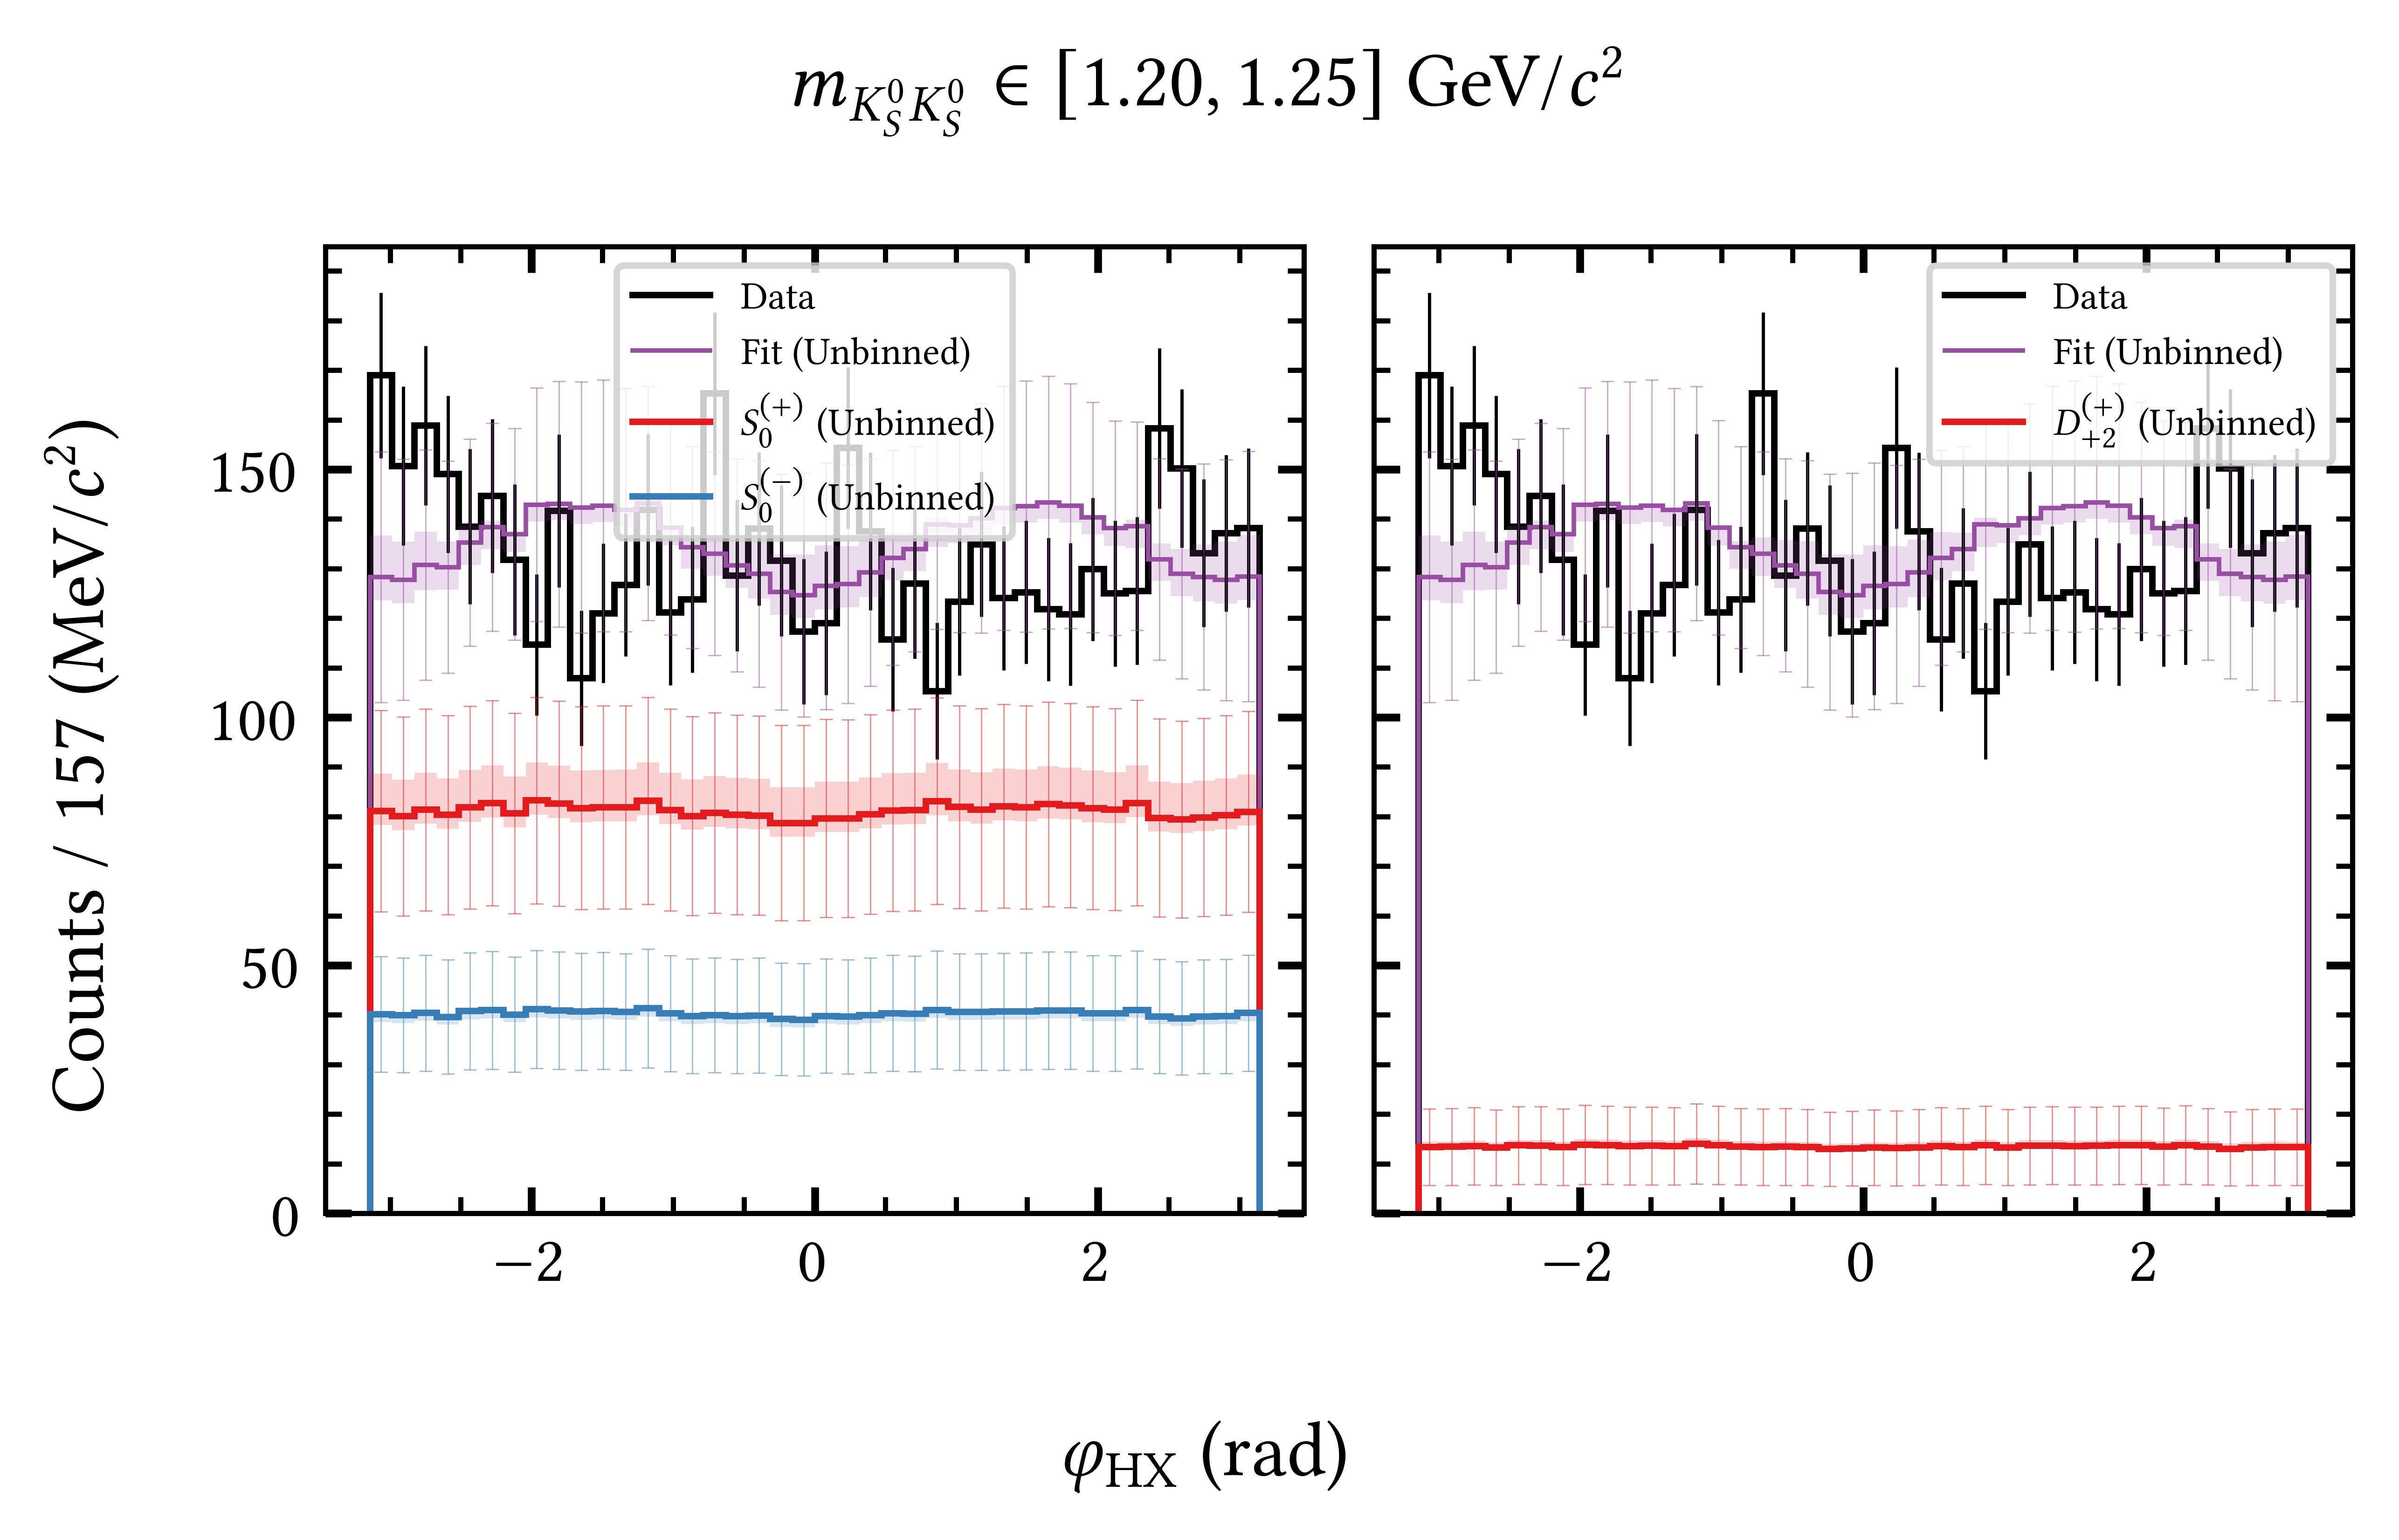 m_{K_S^0 K_S^0} ∈ [1.20, 1.25] GeV/c²
Counts / 157 (MeV/c²)
150
100
50
0
Data
Fit (Unbinned)
S_0^{(+)} (Unbinned)
S_0^{(−)} (Unbinned)
−2
0
2
Data
Fit (Unbinned)
D_{+2}^{(+)} (Unbinned)
−2
0
2
φ_HX (rad)